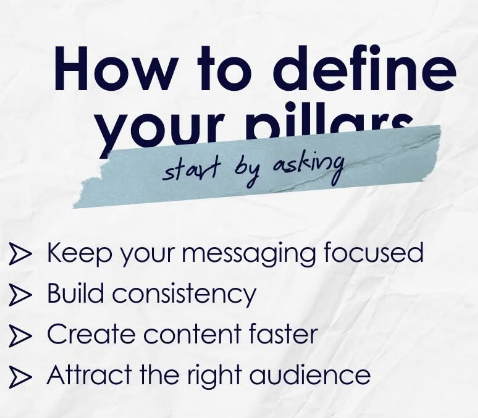 How to define
your pillars
start by asking
Keep your messaging focused
Build consistency
Create content faster
Attract the right audience